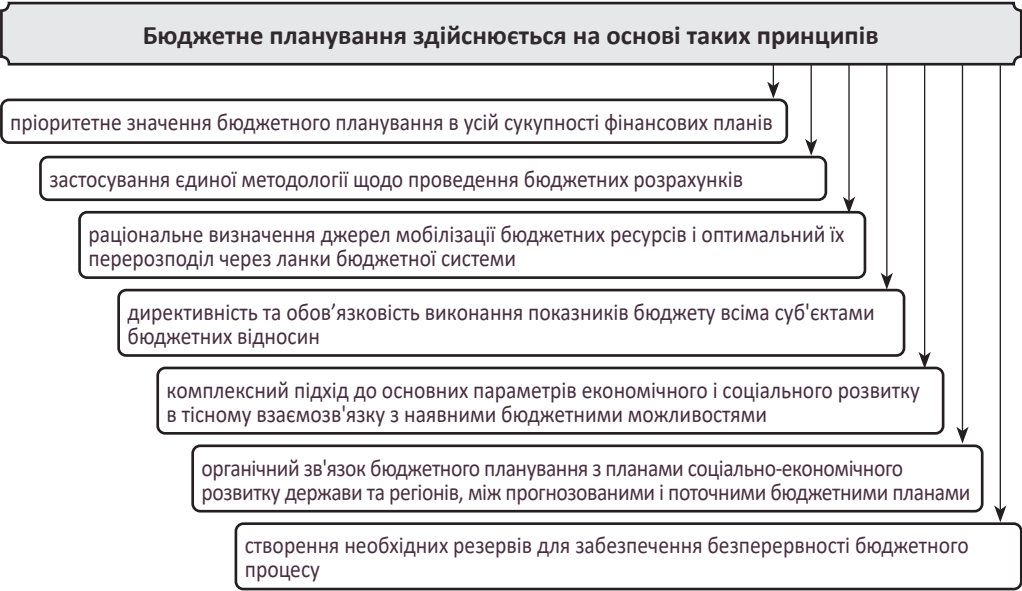 Бюджетне планування здійснюється на основі таких принципів
пріоритетне значення бюджетного планування в усій сукупності фінансових планів
застосування єдиної методології щодо проведення бюджетних розрахунків
раціональне визначення джерел мобілізації бюджетних ресурсів і оптимальний їх
перерозподіл через ланки бюджетної системи
директивність та обов’язковість виконання показників бюджету всіма суб'єктами
бюджетних відносин
комплексний підхід до основних параметрів економічного і соціального розвитку
в тісному взаємозв'язку з наявними бюджетними можливостями
органічний зв'язок бюджетного планування з планами соціально-економічного
розвитку держави та регіонів, між прогнозованими і поточними бюджетними планами
створення необхідних резервів для забезпечення безперервності бюджетного
процесу